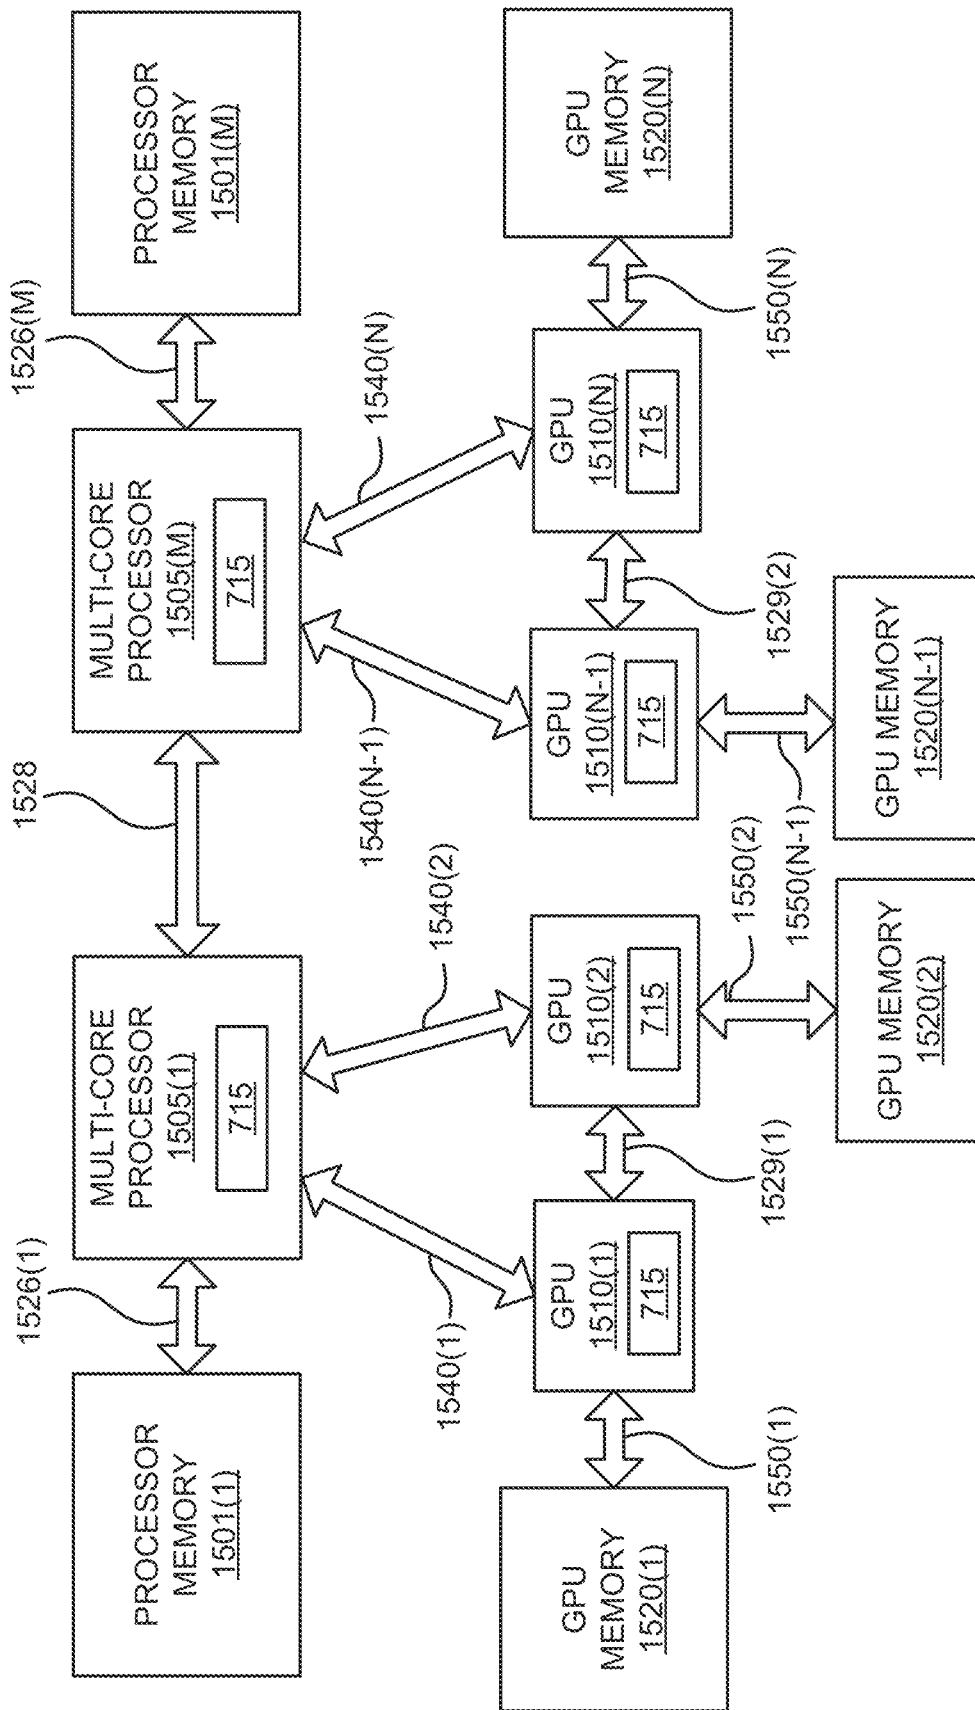 1526(1)
1528
1526(M)
PROCESSOR
MEMORY
1501(1)
MULTI-CORE
PROCESSOR
1505(1)
715
MULTI-CORE
PROCESSOR
1505(M)
715
PROCESSOR
MEMORY
1501(M)
1540(1)
1540(2)
1540(N-1)
1540(N)
GPU
MEMORY
1520(1)
GPU
1510(1)
715
GPU
1510(2)
715
GPU
1510(N-1)
715
GPU
1510(N)
715
GPU
MEMORY
1520(N)
1550(1)
1529(1)
1550(2)
1550(N-1)
1529(2)
1550(N)
GPU MEMORY
1520(2)
GPU MEMORY
1520(N-1)